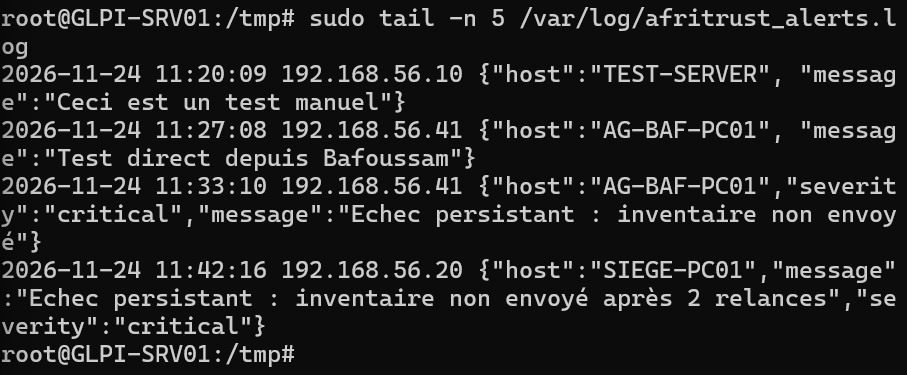 root@GLPI-SRV01:/tmp# sudo tail -n 5 /var/log/afritrust_alerts.l
og
2026-11-24 11:20:09 192.168.56.10 {"host":"TEST-SERVER", "messag
e":"Ceci est un test manuel"}
2026-11-24 11:27:08 192.168.56.41 {"host":"AG-BAF-PC01", "messag
e":"Test direct depuis Bafoussam"}
2026-11-24 11:33:10 192.168.56.41 {"host":"AG-BAF-PC01","severit
y":"critical","message":"Echec persistant : inventaire non envoy
é"}
2026-11-24 11:42:16 192.168.56.20 {"host":"SIEGE-PC01","message"
:"Echec persistant : inventaire non envoyé après 2 relances","se
verity":"critical"}
root@GLPI-SRV01:/tmp#